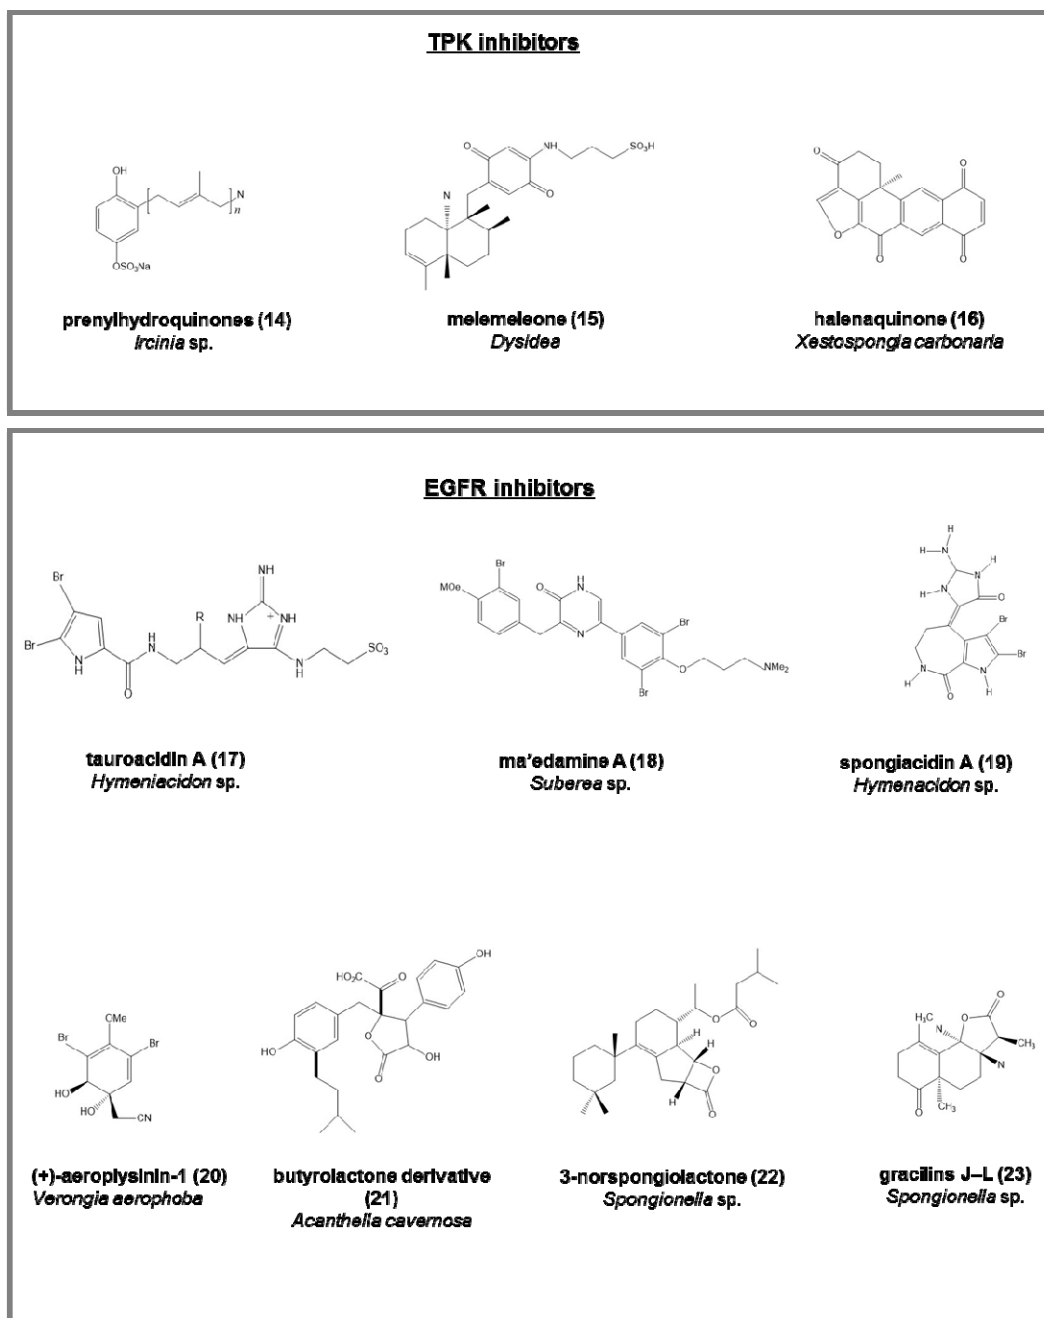 TPK inhibitors
OH
N
n
OSO3Na
O
NH
SO3H
O
N
O
O
O
O
O
prenylhydroquinones (14)
Ircinia sp.
melemeleone (15)
Dysidea
halenaquinone (16)
Xestospongia carbonaria
EGFR inhibitors
Br
Br
NH
O
H
N
R
NH
NH
NH
+
N
H
SO3
MOe
Br
O
H
N
N
Br
Br
O
NMe2
H
H
N
H
N
H
N
O
Br
Br
N
H
O
N
H
tauroacidin A (17)
Hymeniacidon sp.
ma'edamine A (18)
Suberea sp.
spongiacidin A (19)
Hymenacidon sp.
OMe
Br
Br
HO
HO
CN
HO2C
O
OH
HO
O
O
OH
O
O
H
H
O
H
O
H3C
O
O
N
CH3
N
O
CH3
(+)-aeroplysinin-1 (20)
Verongia aerophoba
butyrolactone derivative
(21)
Acanthella cavernosa
3-norspongiolactone (22)
Spongionella sp.
gracilins J–L (23)
Spongionella sp.